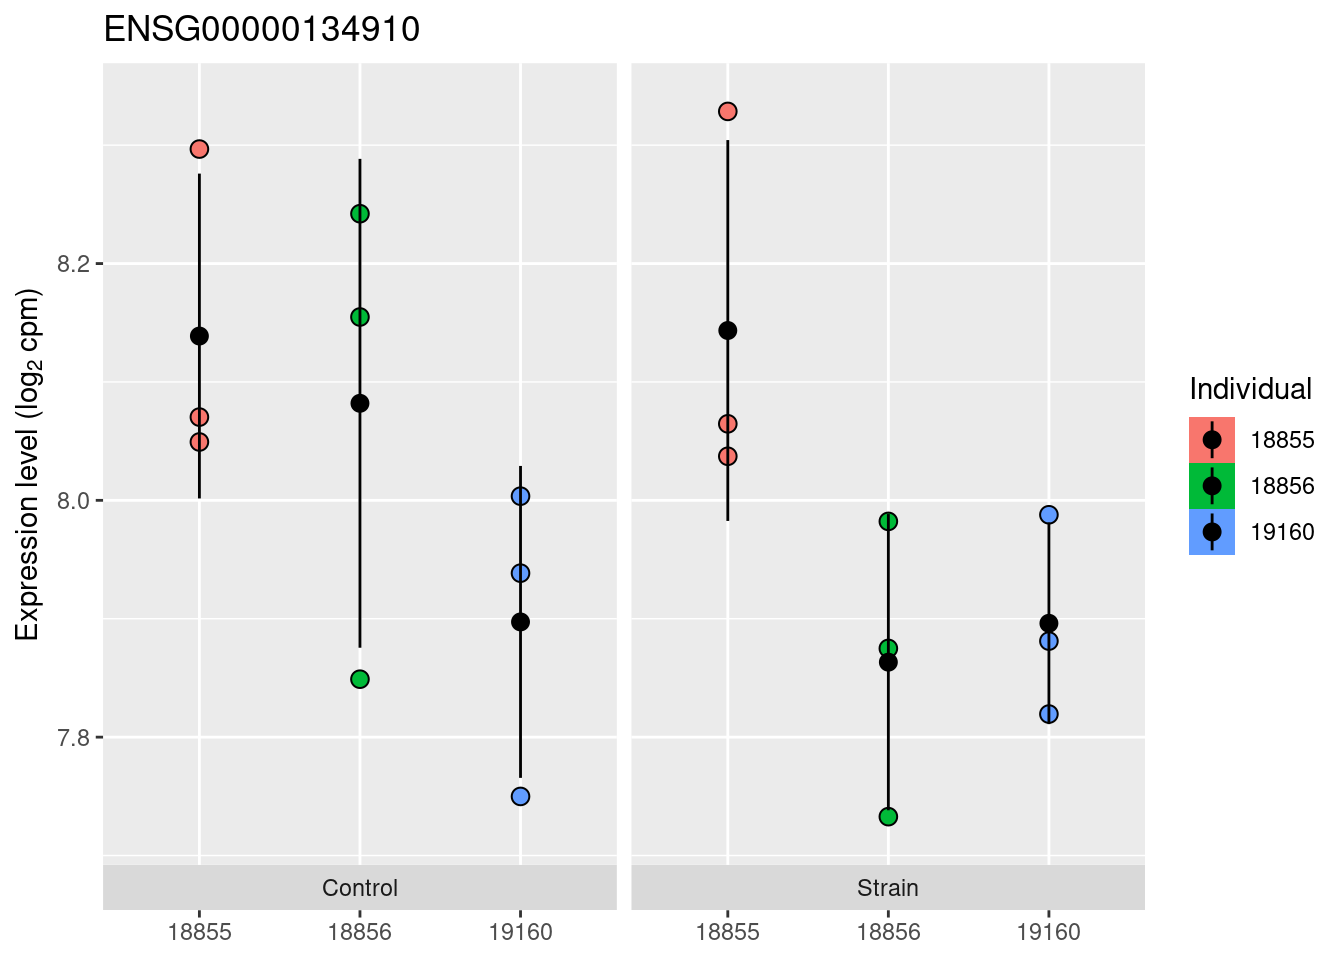 ENSG00000134910
Expression level (log₂ cpm)
8.2
8.0
7.8
Control
Strain
18855 18856 19160
18855 18856 19160
Individual
18855
18856
19160